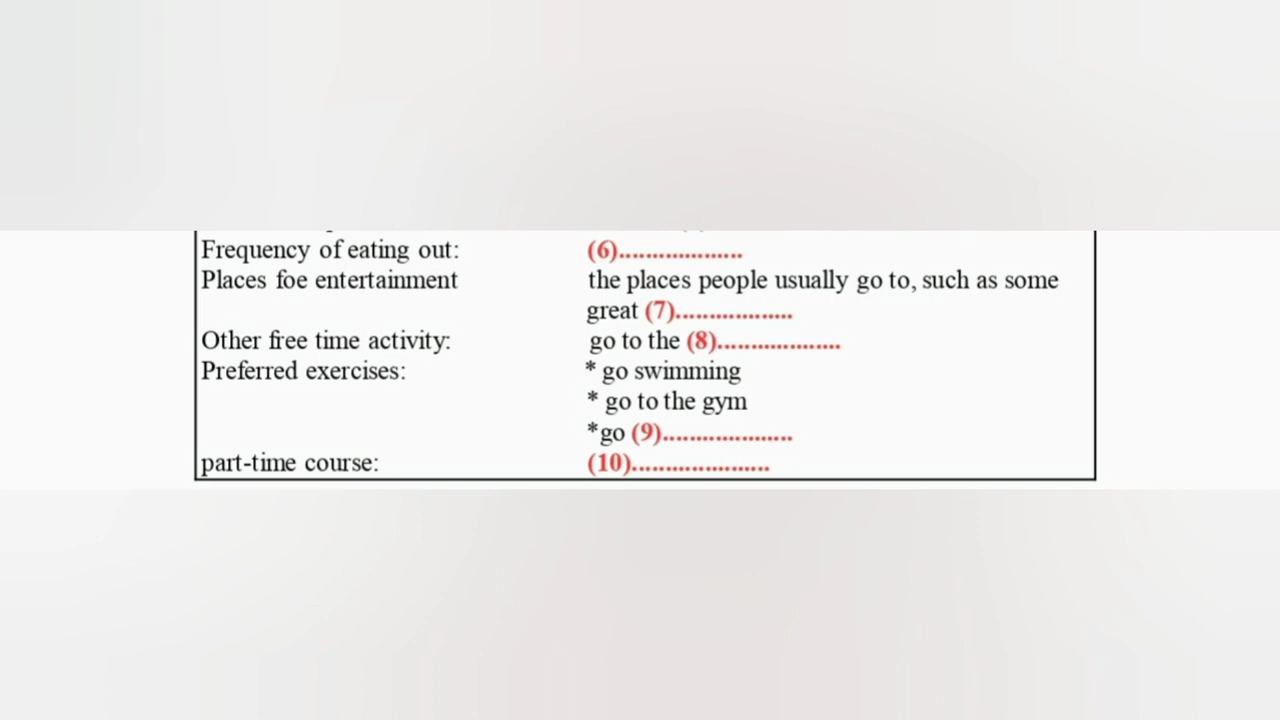 Frequency of eating out: (6)...................
Places foe entertainment the places people usually go to, such as some
great (7)..................
Other free time activity: go to the (8)...................
Preferred exercises: * go swimming
* go to the gym
*go (9)....................
part-time course: (10).....................